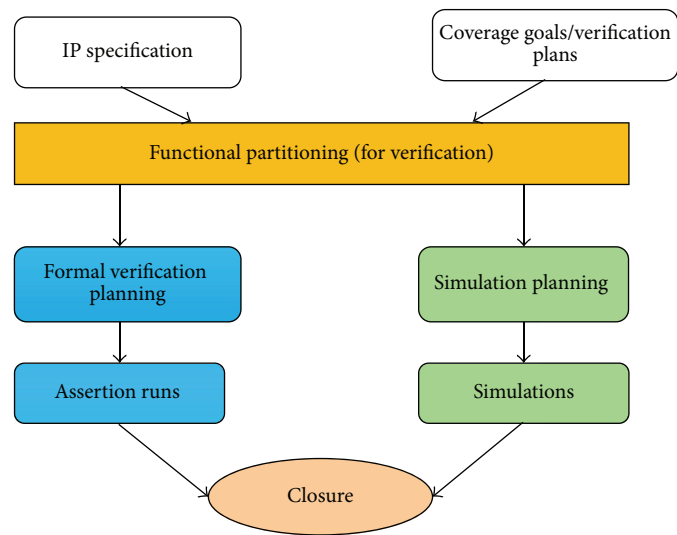 IP specification
Coverage goals/verification
plans
Functional partitioning (for verification)
Formal verification
planning
Simulation planning
Assertion runs
Simulations
Closure